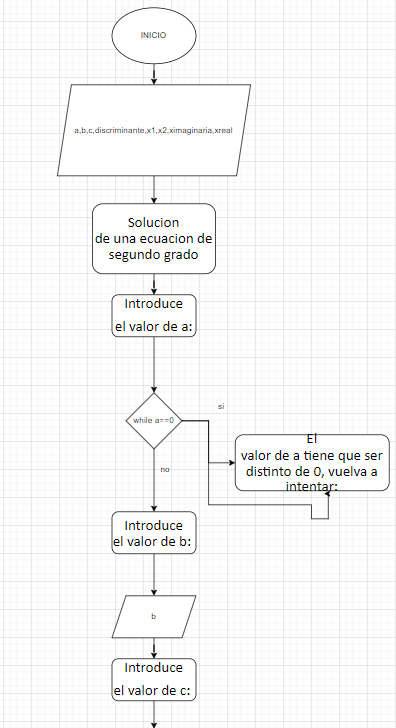 INICIO
a,b,c,discriminante,x1,x2,ximaginaria,xreal
Solucion
de una ecuacion de
segundo grado
Introduce
el valor de a:
while a==0
si
El
valor de a tiene que ser
distinto de 0, vuelva a
intentar:
no
Introduce
el valor de b:
b
Introduce
el valor de c: